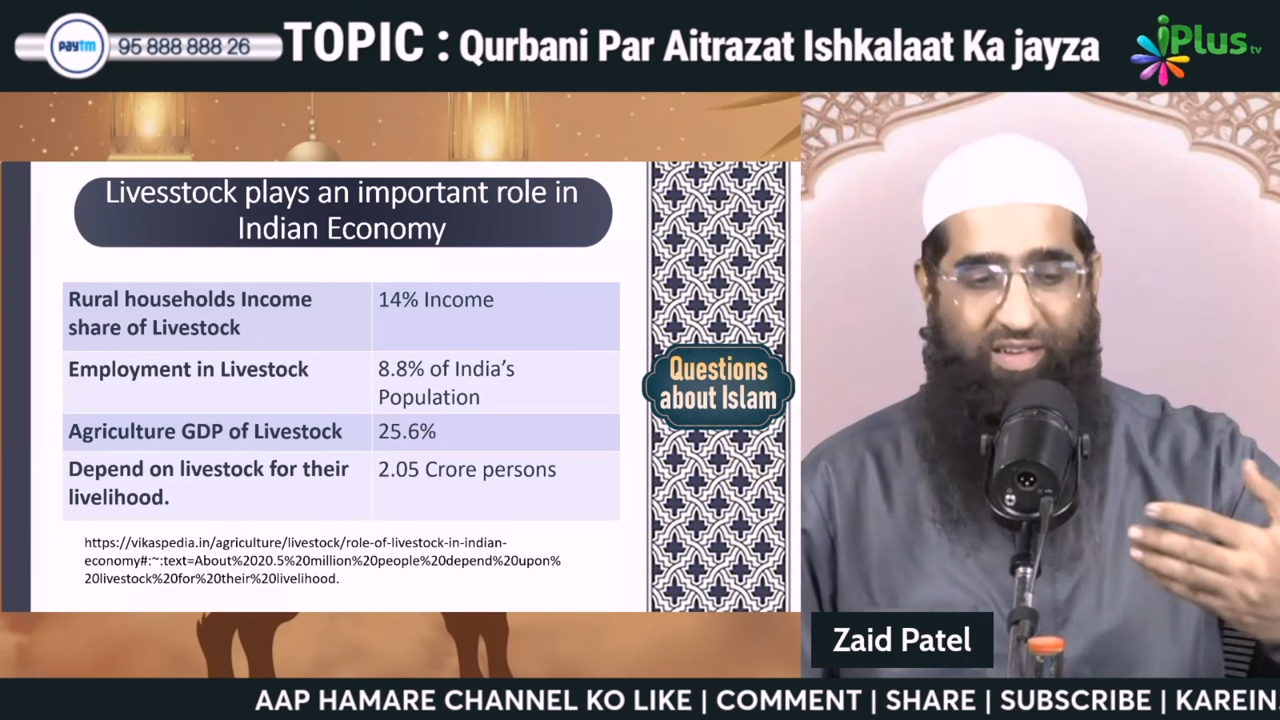 paytm
95 888 888 26
TOPIC : Qurbani Par Aitrazat Ishkalaat Ka jayza
iPlus tv
Livesstock plays an important role in
Indian Economy
Rural households Income
share of Livestock
14% Income
Employment in Livestock
8.8% of India's
Population
Agriculture GDP of Livestock
25.6%
Depend on livestock for their
livelihood.
2.05 Crore persons
https://vikaspedia.in/agriculture/livestock/role-of-livestock-in-indian-
economy#:~:text=About%2020.5%20million%20people%20depend%20upon%
20livestock%20for%20their%20livelihood.
Questions
about Islam
Zaid Patel
AAP HAMARE CHANNEL KO LIKE | COMMENT | SHARE | SUBSCRIBE | KAREIN.